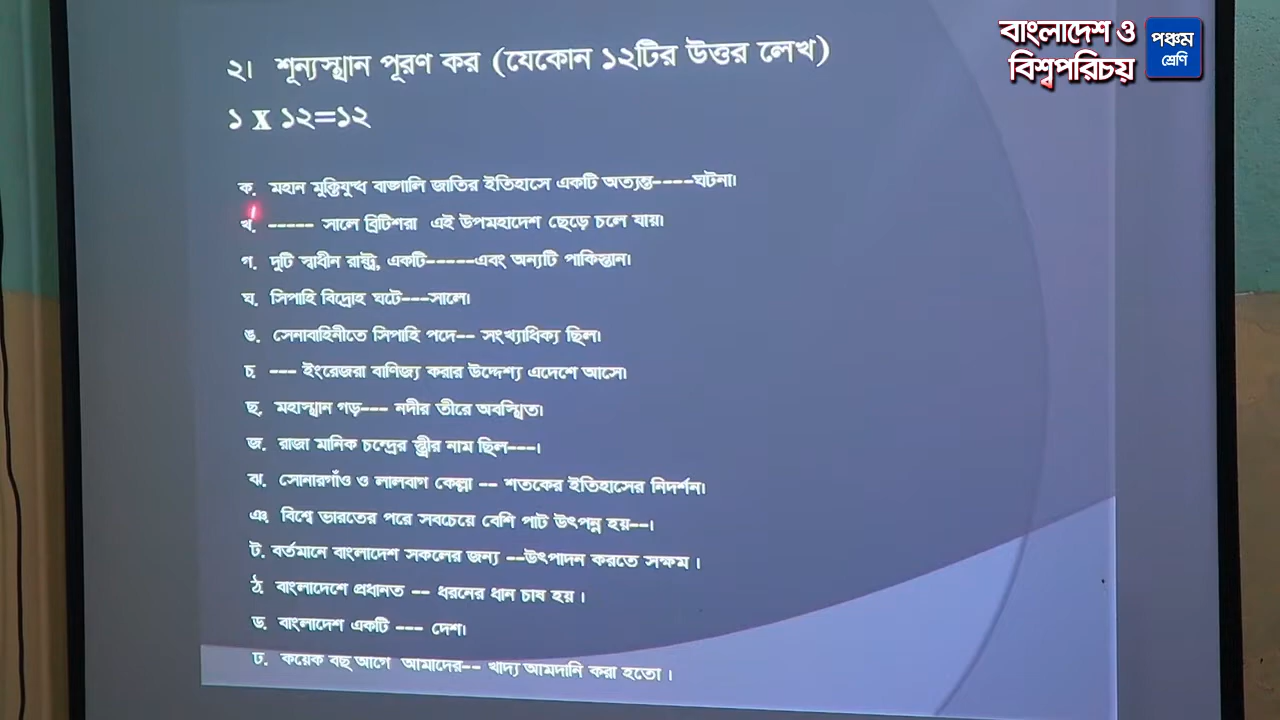 বাংলাদেশ ও
বিশ্বপরিচয়
পঞ্চম
শ্রেণি
২। শূন্যস্থান পূরণ কর (যেকোন ১২টির উত্তর লেখ)
১ x ১২=১২
ক. মহান মুক্তিযুদ্ধ বাঙ্গালি জাতির ইতিহাসে একটি অত্যন্ত----ঘটনা।
খ. ----- সালে ব্রিটিশরা এই উপমহাদেশ ছেড়ে চলে যায়।
গ. দুটি স্বাধীন রাষ্ট্র, একটি-----এবং অন্যটি পাকিস্তান।
ঘ. সিপাহি বিদ্রোহ ঘটে---সালে।
ঙ. সেনাবাহিনীতে সিপাহি পদে-- সংখ্যাধিক্য ছিল।
চ. --- ইংরেজরা বাণিজ্য করার উদ্দেশ্য এদেশে আসে।
ছ. মহাস্থান গড়--- নদীর তীরে অবস্থিত।
জ. রাজা মানিক চন্দ্রের স্ত্রীর নাম ছিল---।
ঝ. সোনারগাঁও ও লালবাগ কেল্লা -- শতকের ইতিহাসের নিদর্শন।
ঞ. বিশ্বে ভারতের পরে সবচেয়ে বেশি পাট উৎপন্ন হয়--।
ট. বর্তমানে বাংলাদেশ সকলের জন্য --উৎপাদন করতে সক্ষম।
ঠ. বাংলাদেশে প্রধানত -- ধরনের ধান চাষ হয়।
ড. বাংলাদেশ একটি --- দেশ।
ঢ. কয়েক বছ আগে আমাদের-- খাদ্য আমদানি করা হতো।